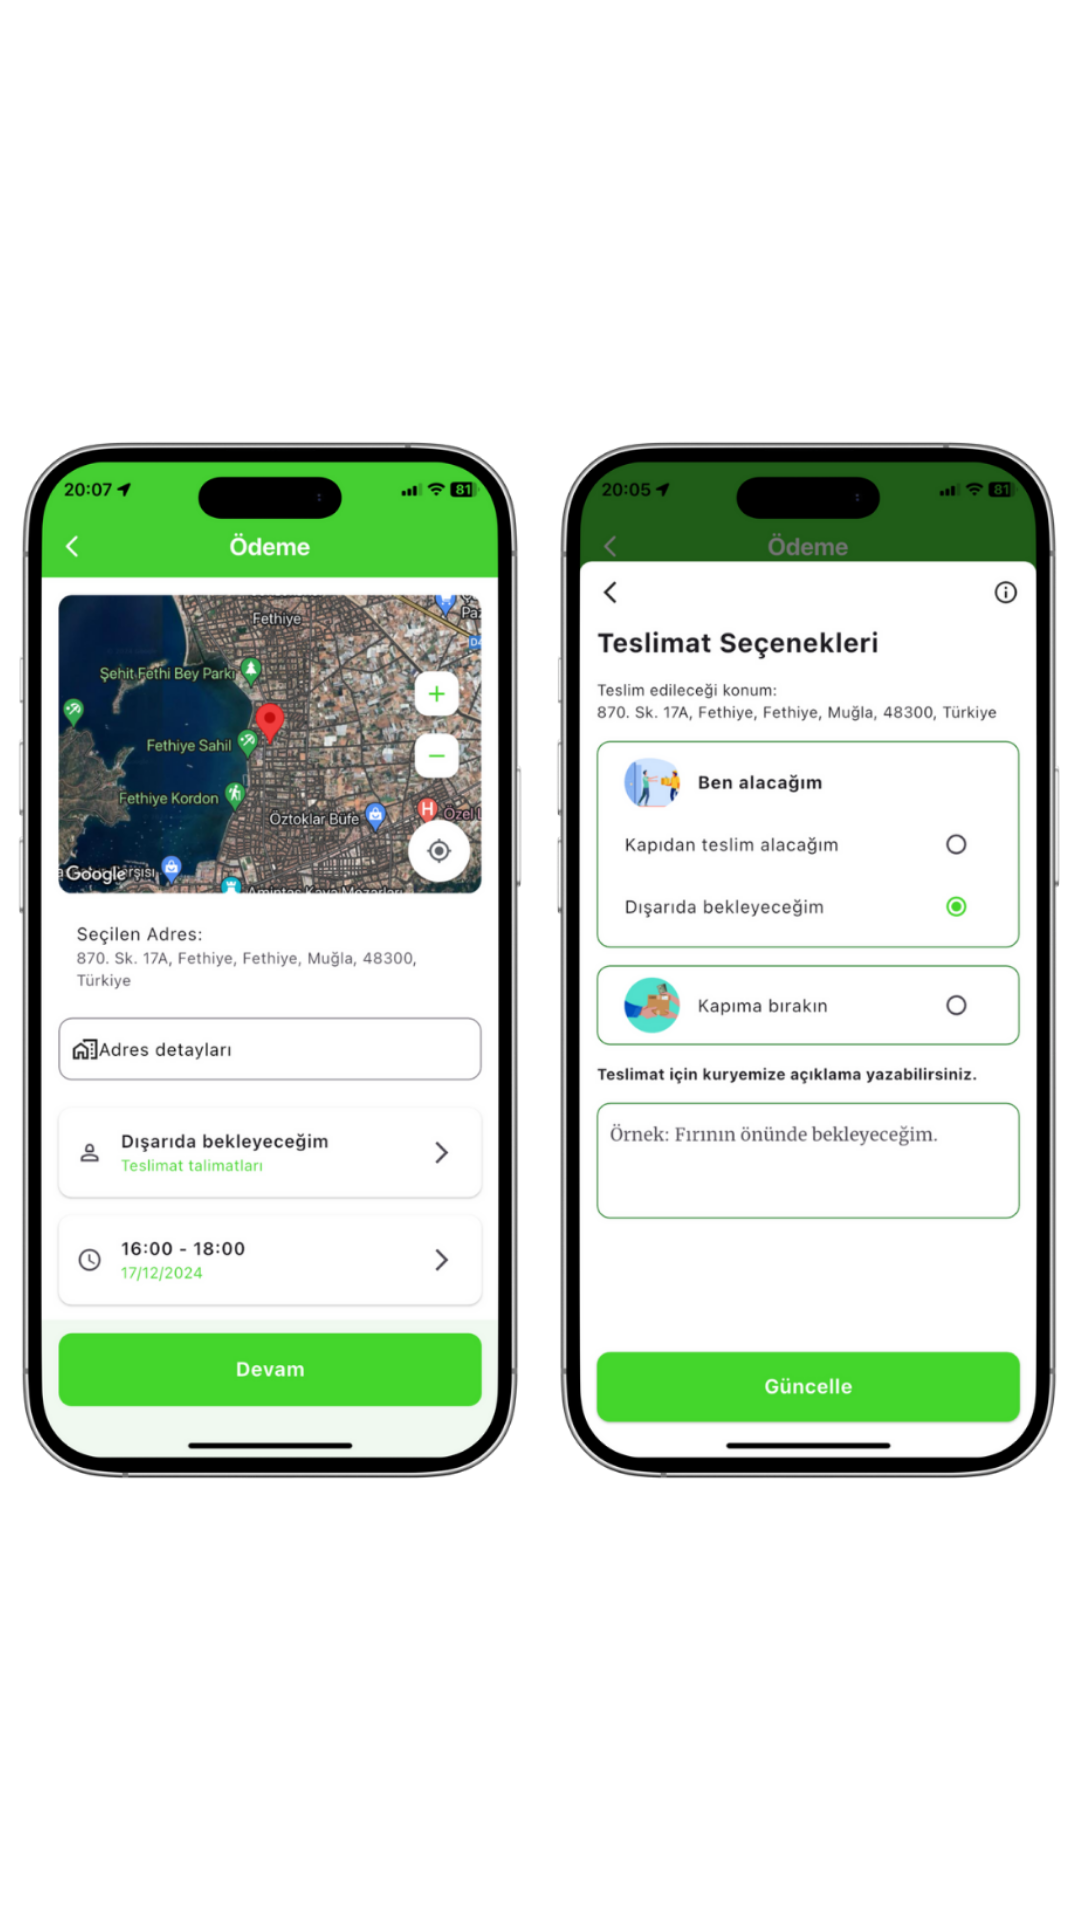 20:07
81
Ödeme
Fethiye
Paz
Şehit Fethi Bey Parkı
Fethiye Sahil
Fethiye Kordon
Öztoklar Büfe
H
Özel
Google
Amintas Kaya Mezarları
+
−
Seçilen Adres:
870. Sk. 17A, Fethiye, Fethiye, Muğla, 48300,
Türkiye
Adres detayları
Dışarıda bekleyeceğim
Teslimat talimatları
16:00 - 18:00
17/12/2024
Devam
20:05
81
Ödeme
Teslimat Seçenekleri
Teslim edileceği konum:
870. Sk. 17A, Fethiye, Fethiye, Muğla, 48300, Türkiye
Ben alacağım
Kapıdan teslim alacağım
Dışarıda bekleyeceğim
Kapıma bırakın
Teslimat için kuryemize açıklama yazabilirsiniz.
Örnek: Fırının önünde bekleyeceğim.
Güncelle